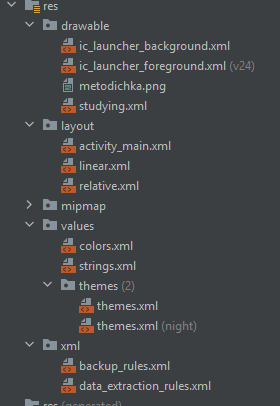 res
drawable
ic_launcher_background.xml
ic_launcher_foreground.xml (v24)
metodichka.png
studying.xml
layout
activity_main.xml
linear.xml
relative.xml
mipmap
values
colors.xml
strings.xml
themes (2)
themes.xml
themes.xml (night)
xml
backup_rules.xml
data_extraction_rules.xml
res (generated)